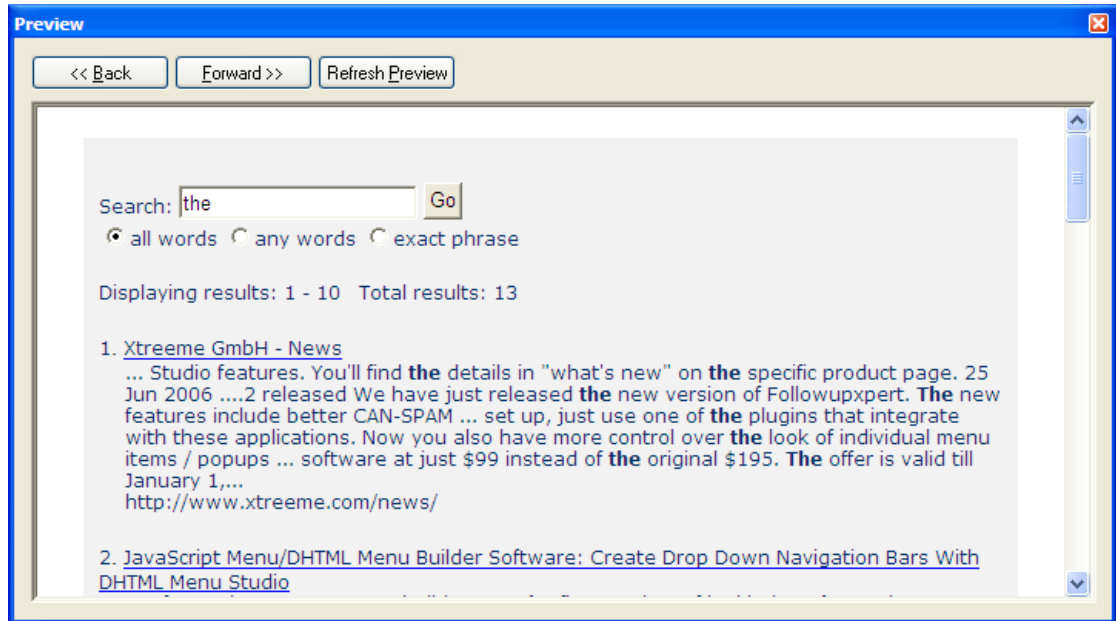 Preview
<< Back Forward >> Refresh Preview
Search: the Go
all words any words exact phrase
Displaying results: 1 - 10 Total results: 13
1. Xtreeme GmbH - News
... Studio features. You'll find the details in "what's new" on the specific product page. 25
Jun 2006 ....2 released We have just released the new version of Followupxpert. The new
features include better CAN-SPAM ... set up, just use one of the plugins that integrate
with these applications. Now you also have more control over the look of individual menu
items / popups ... software at just $99 instead of the original $195. The offer is valid till
January 1,...
http://www.xtreeme.com/news/
2. JavaScript Menu/DHTML Menu Builder Software: Create Drop Down Navigation Bars With
DHTML Menu Studio